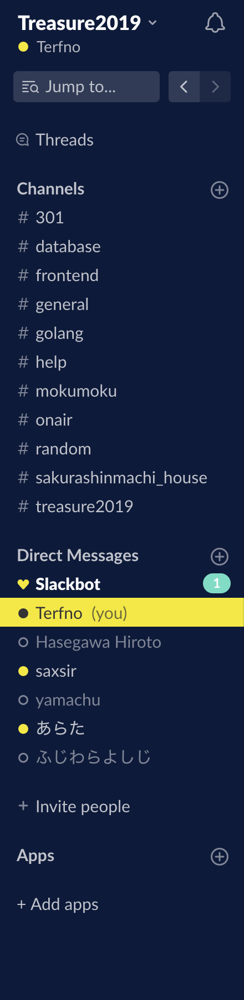 Treasure2019
Terfno
Jump to...
Threads
Channels
# 301
# database
# frontend
# general
# golang
# help
# mokumoku
# onair
# random
# sakurashinmachi_house
# treasure2019
Direct Messages
Slackbot 1
Terfno (you)
Hasegawa Hiroto
saxsir
yamachu
あらた
ふじわらよしじ
+ Invite people
Apps
+ Add apps